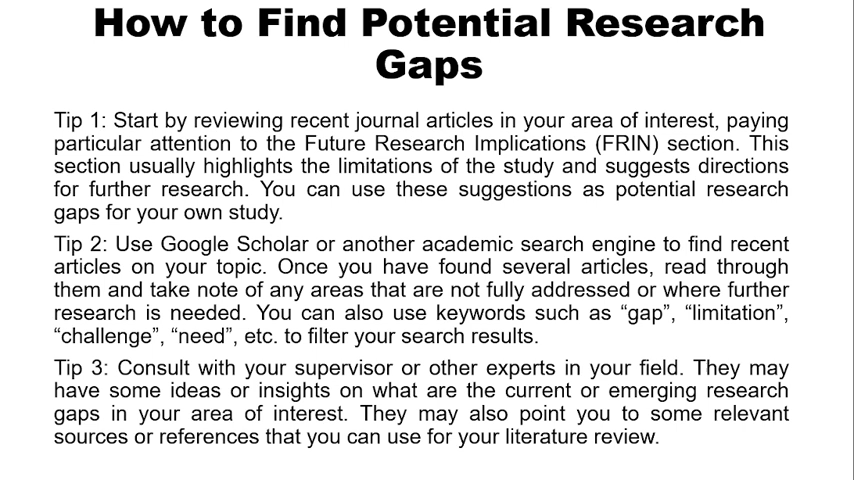 How to Find Potential Research
Gaps
Tip 1: Start by reviewing recent journal articles in your area of interest, paying
particular attention to the Future Research Implications (FRIN) section. This
section usually highlights the limitations of the study and suggests directions
for further research. You can use these suggestions as potential research
gaps for your own study.
Tip 2: Use Google Scholar or another academic search engine to find recent
articles on your topic. Once you have found several articles, read through
them and take note of any areas that are not fully addressed or where further
research is needed. You can also use keywords such as “gap”, “limitation”,
“challenge”, “need”, etc. to filter your search results.
Tip 3: Consult with your supervisor or other experts in your field. They may
have some ideas or insights on what are the current or emerging research
gaps in your area of interest. They may also point you to some relevant
sources or references that you can use for your literature review.